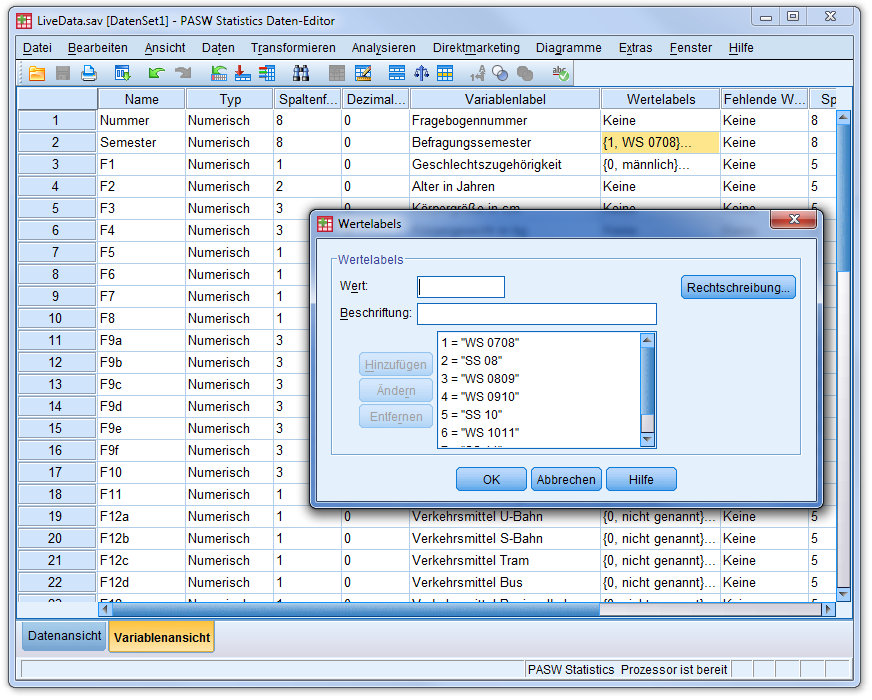 LiveData.sav [DatenSet1] - PASW Statistics Daten-Editor
Datei Bearbeiten Ansicht Daten Transformieren Analysieren Direktmarketing Diagramme Extras Fenster Hilfe
Name Typ Spaltenf... Dezimal... Variablenlabel Wertelabels Fehlende W... Sp
1 Nummer Numerisch 8 0 Fragebogennummer Keine Keine 8
2 Semester Numerisch 8 0 Befragungssemester {1, WS 0708}... Keine 8
3 F1 Numerisch 1 0 Geschlechtszugehörigkeit {0, männlich}... Keine 5
4 F2 Numerisch 2 0 Alter in Jahren Keine Keine 5
5 F3 Numerisch 3 0 Körpergröße in cm Keine Keine 5
6 F4 Numerisch 3
7 F5 Numerisch 1
8 F6 Numerisch 1
9 F7 Numerisch 1
10 F8 Numerisch 1
11 F9a Numerisch 3
12 F9b Numerisch 3
13 F9c Numerisch 3
14 F9d Numerisch 3
15 F9e Numerisch 3
16 F9f Numerisch 3
17 F10 Numerisch 3
18 F11 Numerisch 1
19 F12a Numerisch 1 0 Verkehrsmittel U-Bahn {0, nicht genannt}... Keine 5
20 F12b Numerisch 1 0 Verkehrsmittel S-Bahn {0, nicht genannt}... Keine 5
21 F12c Numerisch 1 0 Verkehrsmittel Tram {0, nicht genannt}... Keine 5
22 F12d Numerisch 1 0 Verkehrsmittel Bus {0, nicht genannt}... Keine 5
Wertelabels
Wertelabels
Wert:
Rechtschreibung...
Beschriftung:
Hinzufügen
Ändern
Entfernen
1 = "WS 0708"
2 = "SS 08"
3 = "WS 0809"
4 = "WS 0910"
5 = "SS 10"
6 = "WS 1011"
OK Abbrechen Hilfe
Datenansicht Variablenansicht
PASW Statistics Prozessor ist bereit